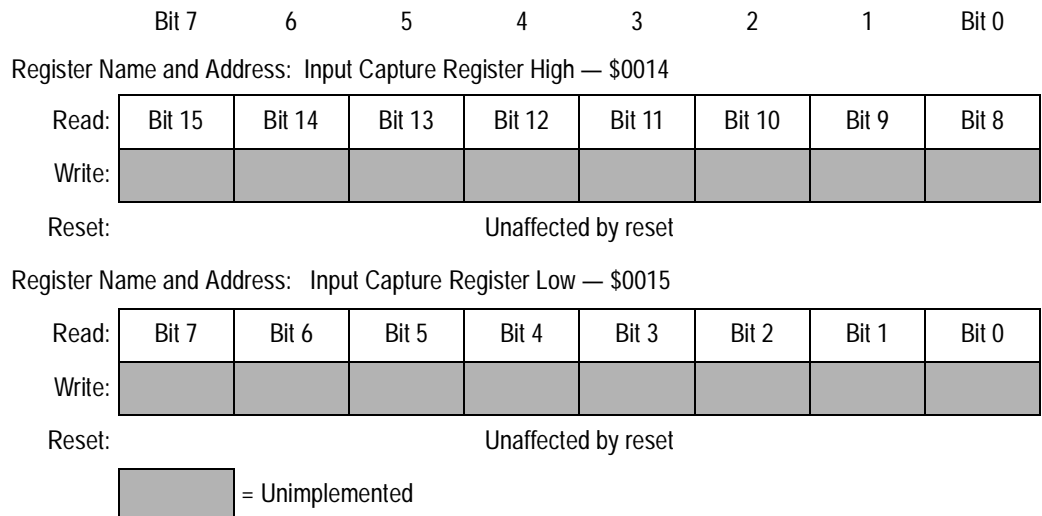 Bit 7 6 5 4 3 2 1 Bit 0
Register Name and Address: Input Capture Register High — $0014
Read: Bit 15 Bit 14 Bit 13 Bit 12 Bit 11 Bit 10 Bit 9 Bit 8
Write:
Reset: Unaffected by reset
Register Name and Address: Input Capture Register Low — $0015
Read: Bit 7 Bit 6 Bit 5 Bit 4 Bit 3 Bit 2 Bit 1 Bit 0
Write:
Reset: Unaffected by reset
= Unimplemented